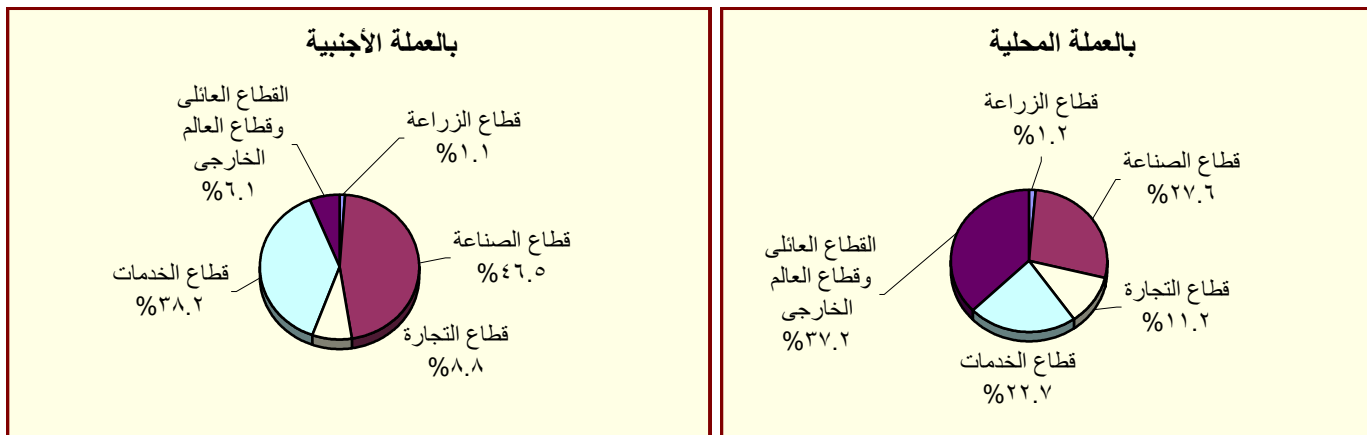 بالعملة المحلية
قطاع الزراعة
%١.٢
قطاع الصناعة
%٢٧.٦
قطاع التجارة
%١١.٢
قطاع الخدمات
%٢٢.٧
القطاع العائلى
وقطاع العالم
الخارجى
%٣٧.٢
بالعملة الأجنبية
قطاع الزراعة
%١.١
قطاع الصناعة
%٤٦.٥
قطاع التجارة
%٨.٨
قطاع الخدمات
%٣٨.٢
القطاع العائلى
وقطاع العالم
الخارجى
%٦.١